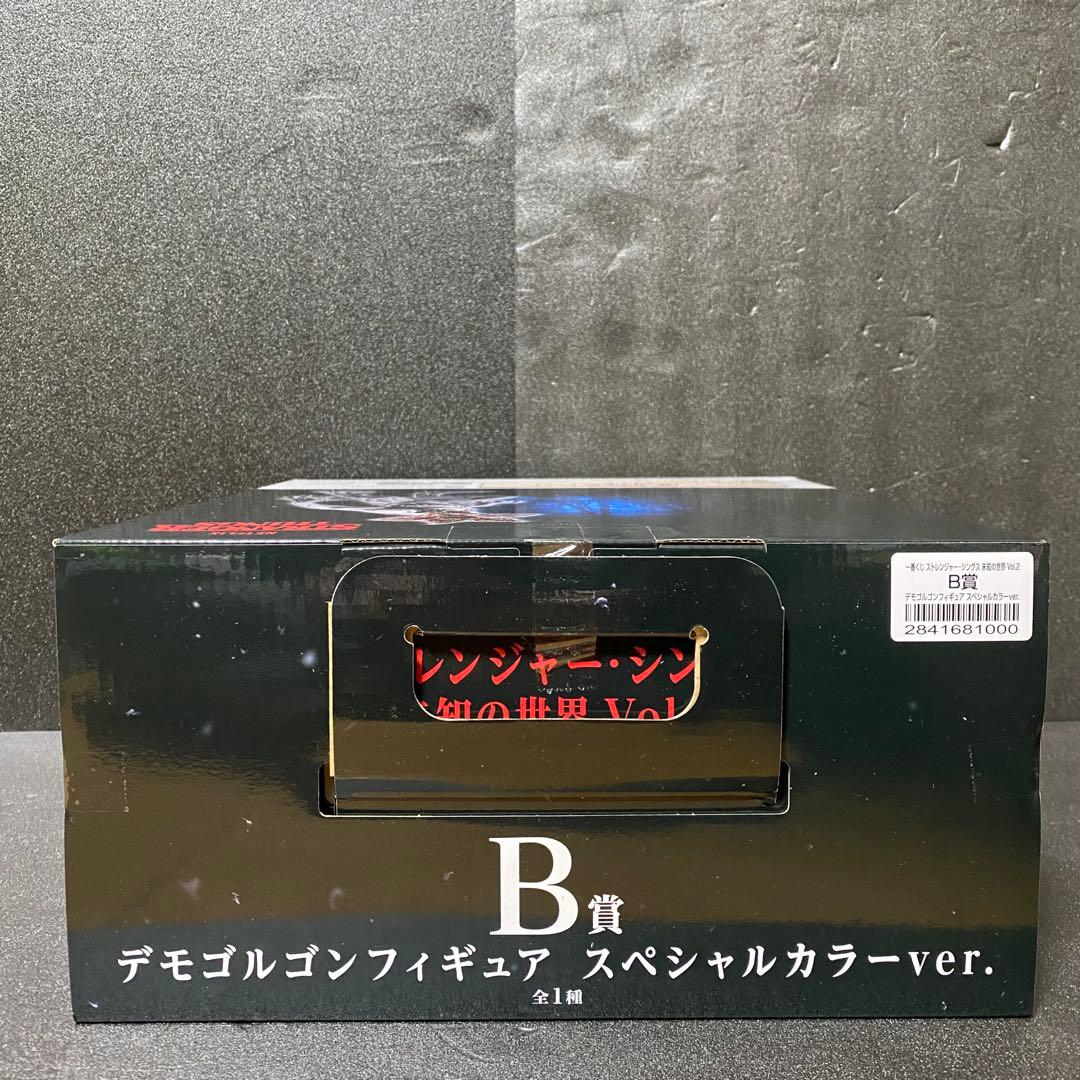 NETFLIX
STRANGER
THINGS
一番くじ ストレンジャー・シングス 未知の世界 Vol.2
B賞
デモゴルゴンフィギュア スペシャルカラーver.
2841681000
レンジャー・シン
知の世界 Vol
B賞
デモゴルゴンフィギュア スペシャルカラーver.
全1種